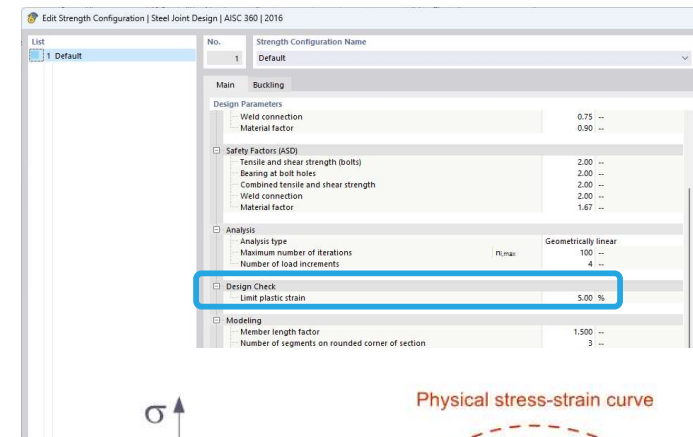 Edit Strength Configuration | Steel Joint Design | AISC 360 | 2016
List
1 Default
No.
1
Strength Configuration Name
Default
Main Buckling
Design Parameters
Weld connection 0.75 --
Material factor 0.90 --
Safety Factors (ASD)
Tensile and shear strength (bolts) 2.00 --
Bearing at bolt holes 2.00 --
Combined tensile and shear strength 2.00 --
Weld connection 2.00 --
Material factor 1.67 --
Analysis
Analysis type Geometrically linear
Maximum number of iterations ni,max 100 --
Number of load increments 4 --
Design Check
Limit plastic strain 5.00 %
Modeling
Member length factor 1.500 --
Number of segments on rounded corner of section 3 --
σ
Physical stress-strain curve